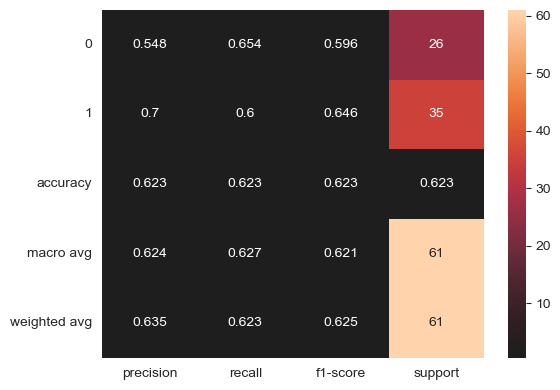 0 0.548 0.654 0.596 26
1 0.7 0.6 0.646 35
accuracy 0.623 0.623 0.623 0.623
macro avg 0.624 0.627 0.621 61
weighted avg 0.635 0.623 0.625 61
precision recall f1-score support
60
50
40
30
20
10